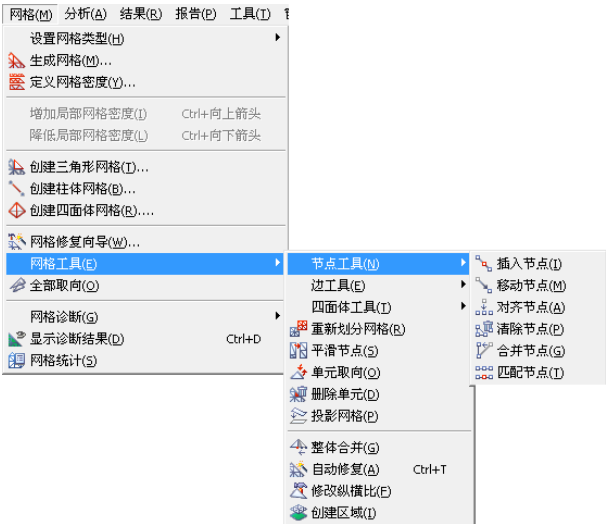 网格(M) 分析(A) 结果(R) 报告(P) 工具(T)
设置网格类型(H)
生成网格(M)...
定义网格密度(Y)...
增加局部网格密度(I) Ctrl+向上箭头
降低局部网格密度(L) Ctrl+向下箭头
创建三角形网格(T)...
创建柱体网格(B)...
创建四面体网格(R)....
网格修复向导(W)...
网格工具(E)
全部取向(O)
网格诊断(G)
显示诊断结果(D) Ctrl+D
网格统计(S)
节点工具(N)
边工具(E)
四面体工具(T)
重新划分网格(R)
平滑节点(S)
单元取向(O)
删除单元(D)
投影网格(P)
整体合并(G)
自动修复(A) Ctrl+T
修改纵横比(F)
创建区域(I)
插入节点(I)
移动节点(M)
对齐节点(A)
清除节点(P)
合并节点(G)
匹配节点(T)